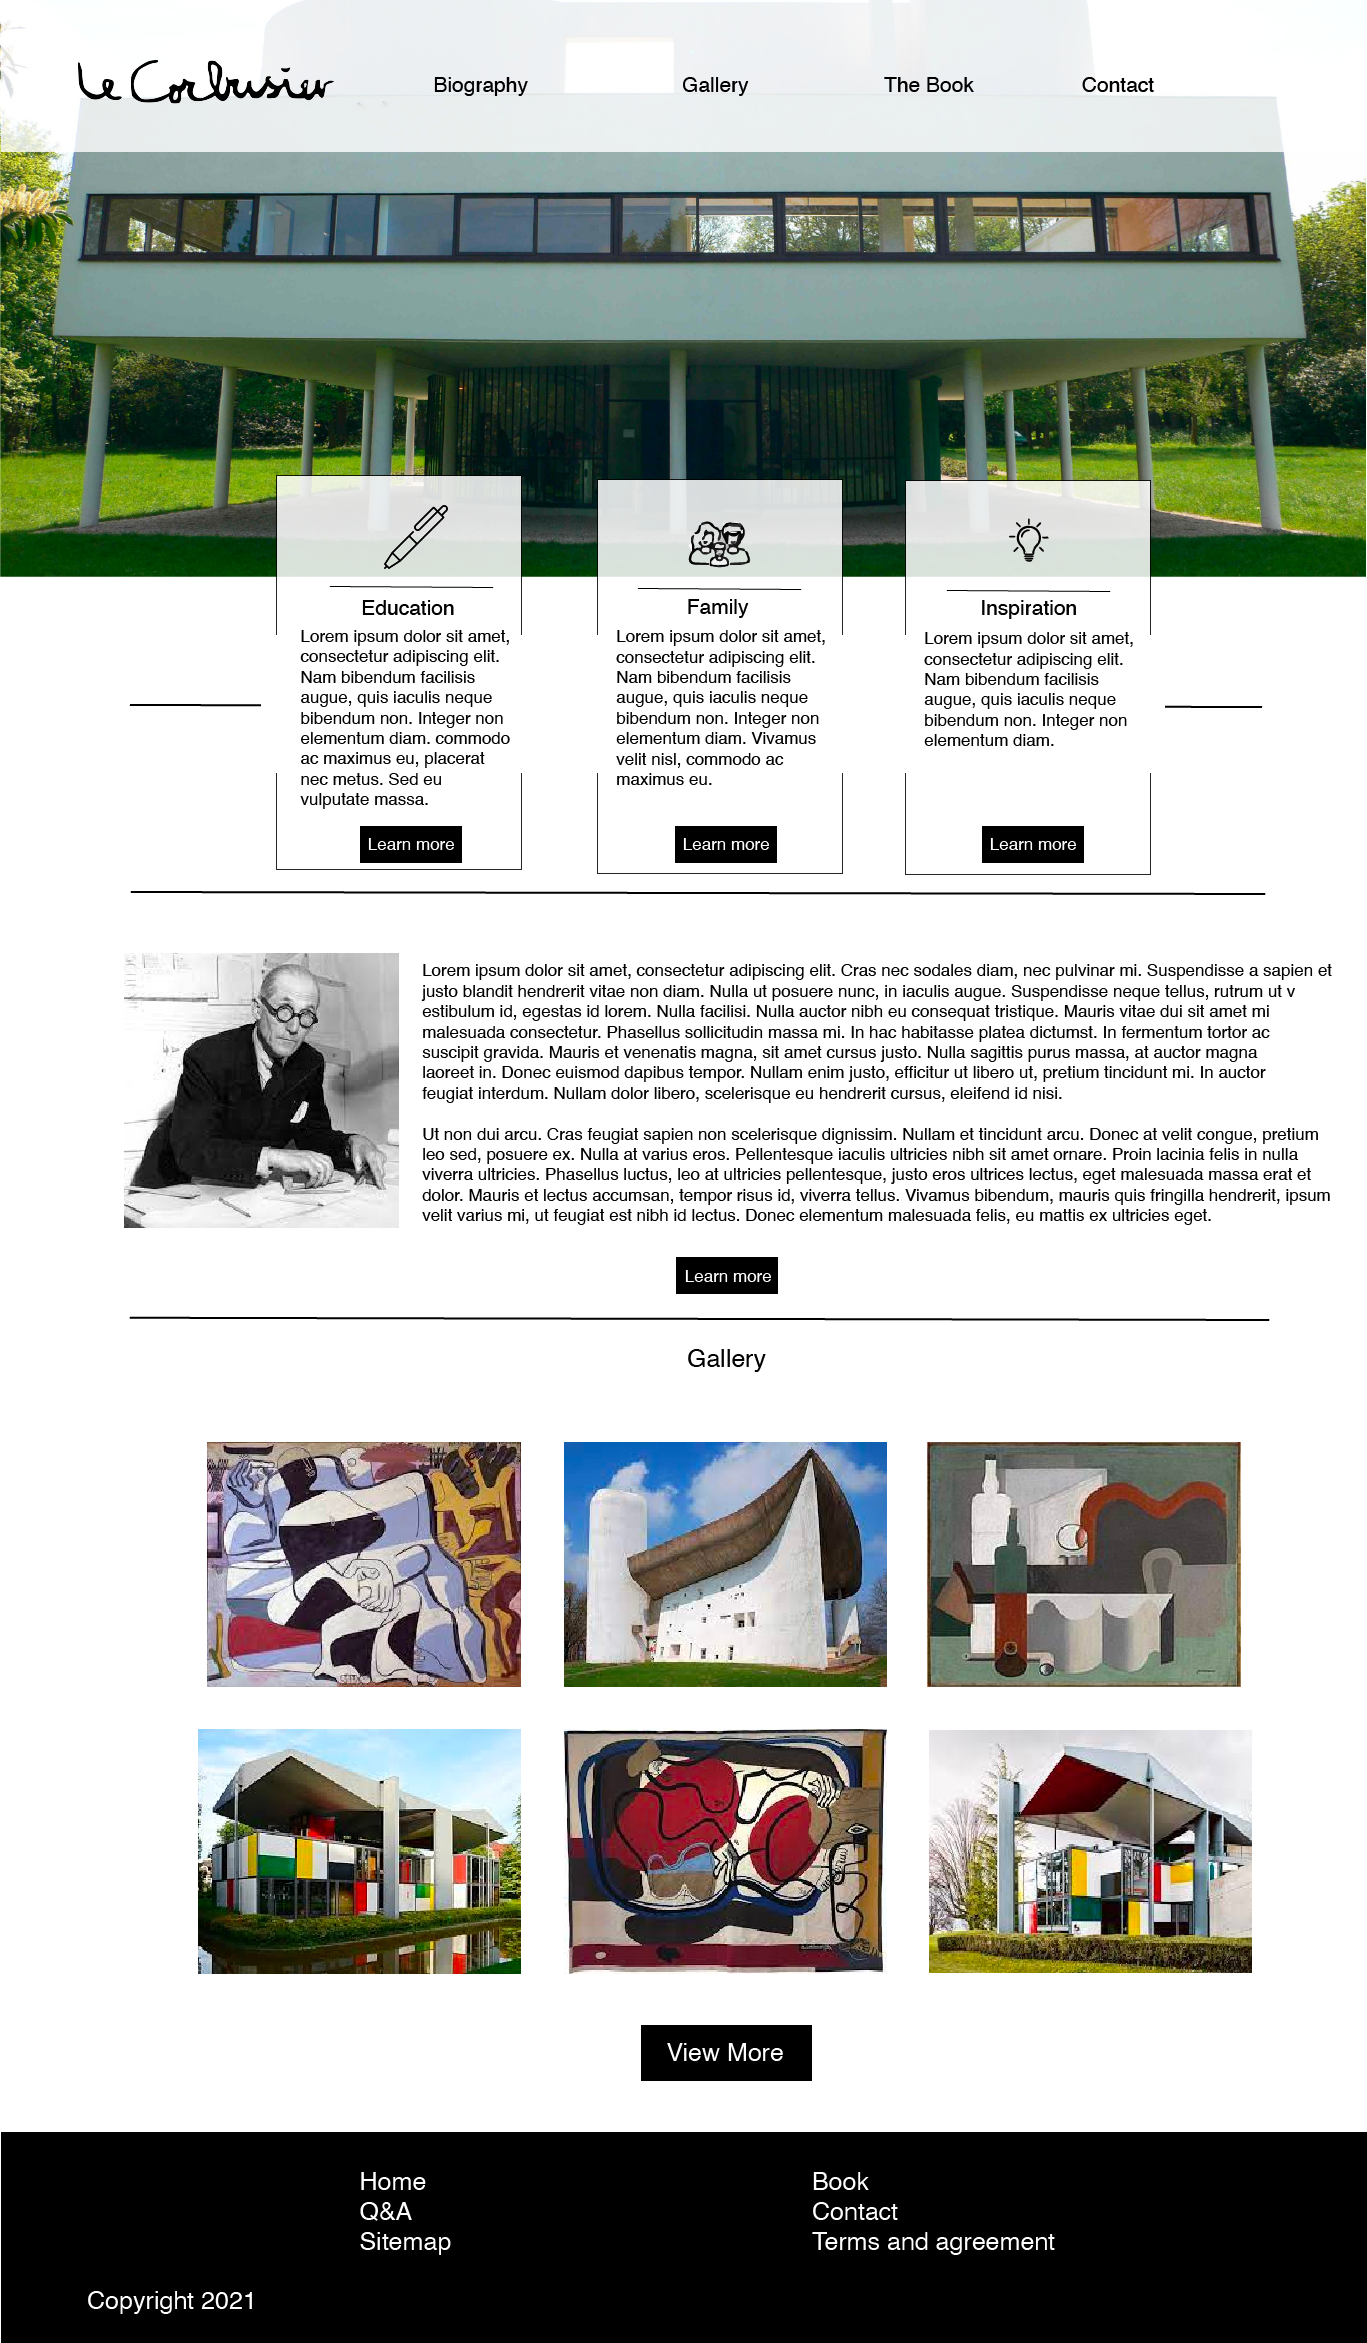 Le Corbusier
Biography
Gallery
The Book
Contact
Education
Lorem ipsum dolor sit amet,
consectetur adipiscing elit.
Nam bibendum facilisis
augue, quis iaculis neque
bibendum non. Integer non
elementum diam. commodo
ac maximus eu, placerat
nec metus. Sed eu
vulputate massa.
Learn more
Family
Lorem ipsum dolor sit amet,
consectetur adipiscing elit.
Nam bibendum facilisis
augue, quis iaculis neque
bibendum non. Integer non
elementum diam. Vivamus
velit nisl, commodo ac
maximus eu.
Learn more
Inspiration
Lorem ipsum dolor sit amet,
consectetur adipiscing elit.
Nam bibendum facilisis
augue, quis iaculis neque
bibendum non. Integer non
elementum diam.
Learn more
Lorem ipsum dolor sit amet, consectetur adipiscing elit. Cras nec sodales diam, nec pulvinar mi. Suspendisse a sapien et
justo blandit hendrerit vitae non diam. Nulla ut posuere nunc, in iaculis augue. Suspendisse neque tellus, rutrum ut v
estibulum id, egestas id lorem. Nulla facilisi. Nulla auctor nibh eu consequat tristique. Mauris vitae dui sit amet mi
malesuada consectetur. Phasellus sollicitudin massa mi. In hac habitasse platea dictumst. In fermentum tortor ac
suscipit gravida. Mauris et venenatis magna, sit amet cursus justo. Nulla sagittis purus massa, at auctor magna
laoreet in. Donec euismod dapibus tempor. Nullam enim justo, efficitur ut libero ut, pretium tincidunt mi. In auctor
feugiat interdum. Nullam dolor libero, scelerisque eu hendrerit cursus, eleifend id nisi.
Ut non dui arcu. Cras feugiat sapien non scelerisque dignissim. Nullam et tincidunt arcu. Donec at velit congue, pretium
leo sed, posuere ex. Nulla at varius eros. Pellentesque iaculis ultricies nibh sit amet ornare. Proin lacinia felis in nulla
viverra ultricies. Phasellus luctus, leo at ultricies pellentesque, justo eros ultrices lectus, eget malesuada massa erat et
dolor. Mauris et lectus accumsan, tempor risus id, viverra tellus. Vivamus bibendum, mauris quis fringilla hendrerit, ipsum
velit varius mi, ut feugiat est nibh id lectus. Donec elementum malesuada felis, eu mattis ex ultricies eget.
Learn more
Gallery
View More
Home
Q&A
Sitemap
Book
Contact
Terms and agreement
Copyright 2021